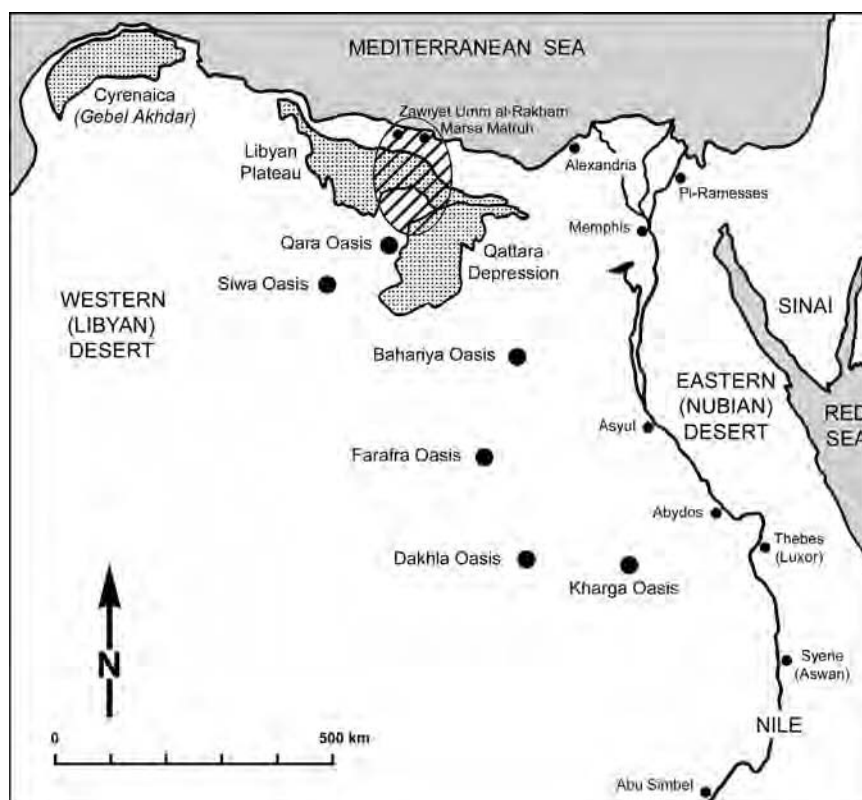 MEDITERRANEAN SEA
Cyrenaica
(Gebel Akhdar)
Zawiyet Umm al-Rakham
Marsa Matruh
Libyan
Plateau
Alexandria
Pi-Ramesses
Memphis
Qara Oasis
Qattara
Depression
Siwa Oasis
SINAI
WESTERN
(LIBYAN)
DESERT
Bahariya Oasis
EASTERN
(NUBIAN)
DESERT
RED
SEA
Asyut
Farafra Oasis
Abydos
Thebes
(Luxor)
Dakhla Oasis
Kharga Oasis
N
Syene
(Aswan)
NILE
0
500 km
Abu Simbel